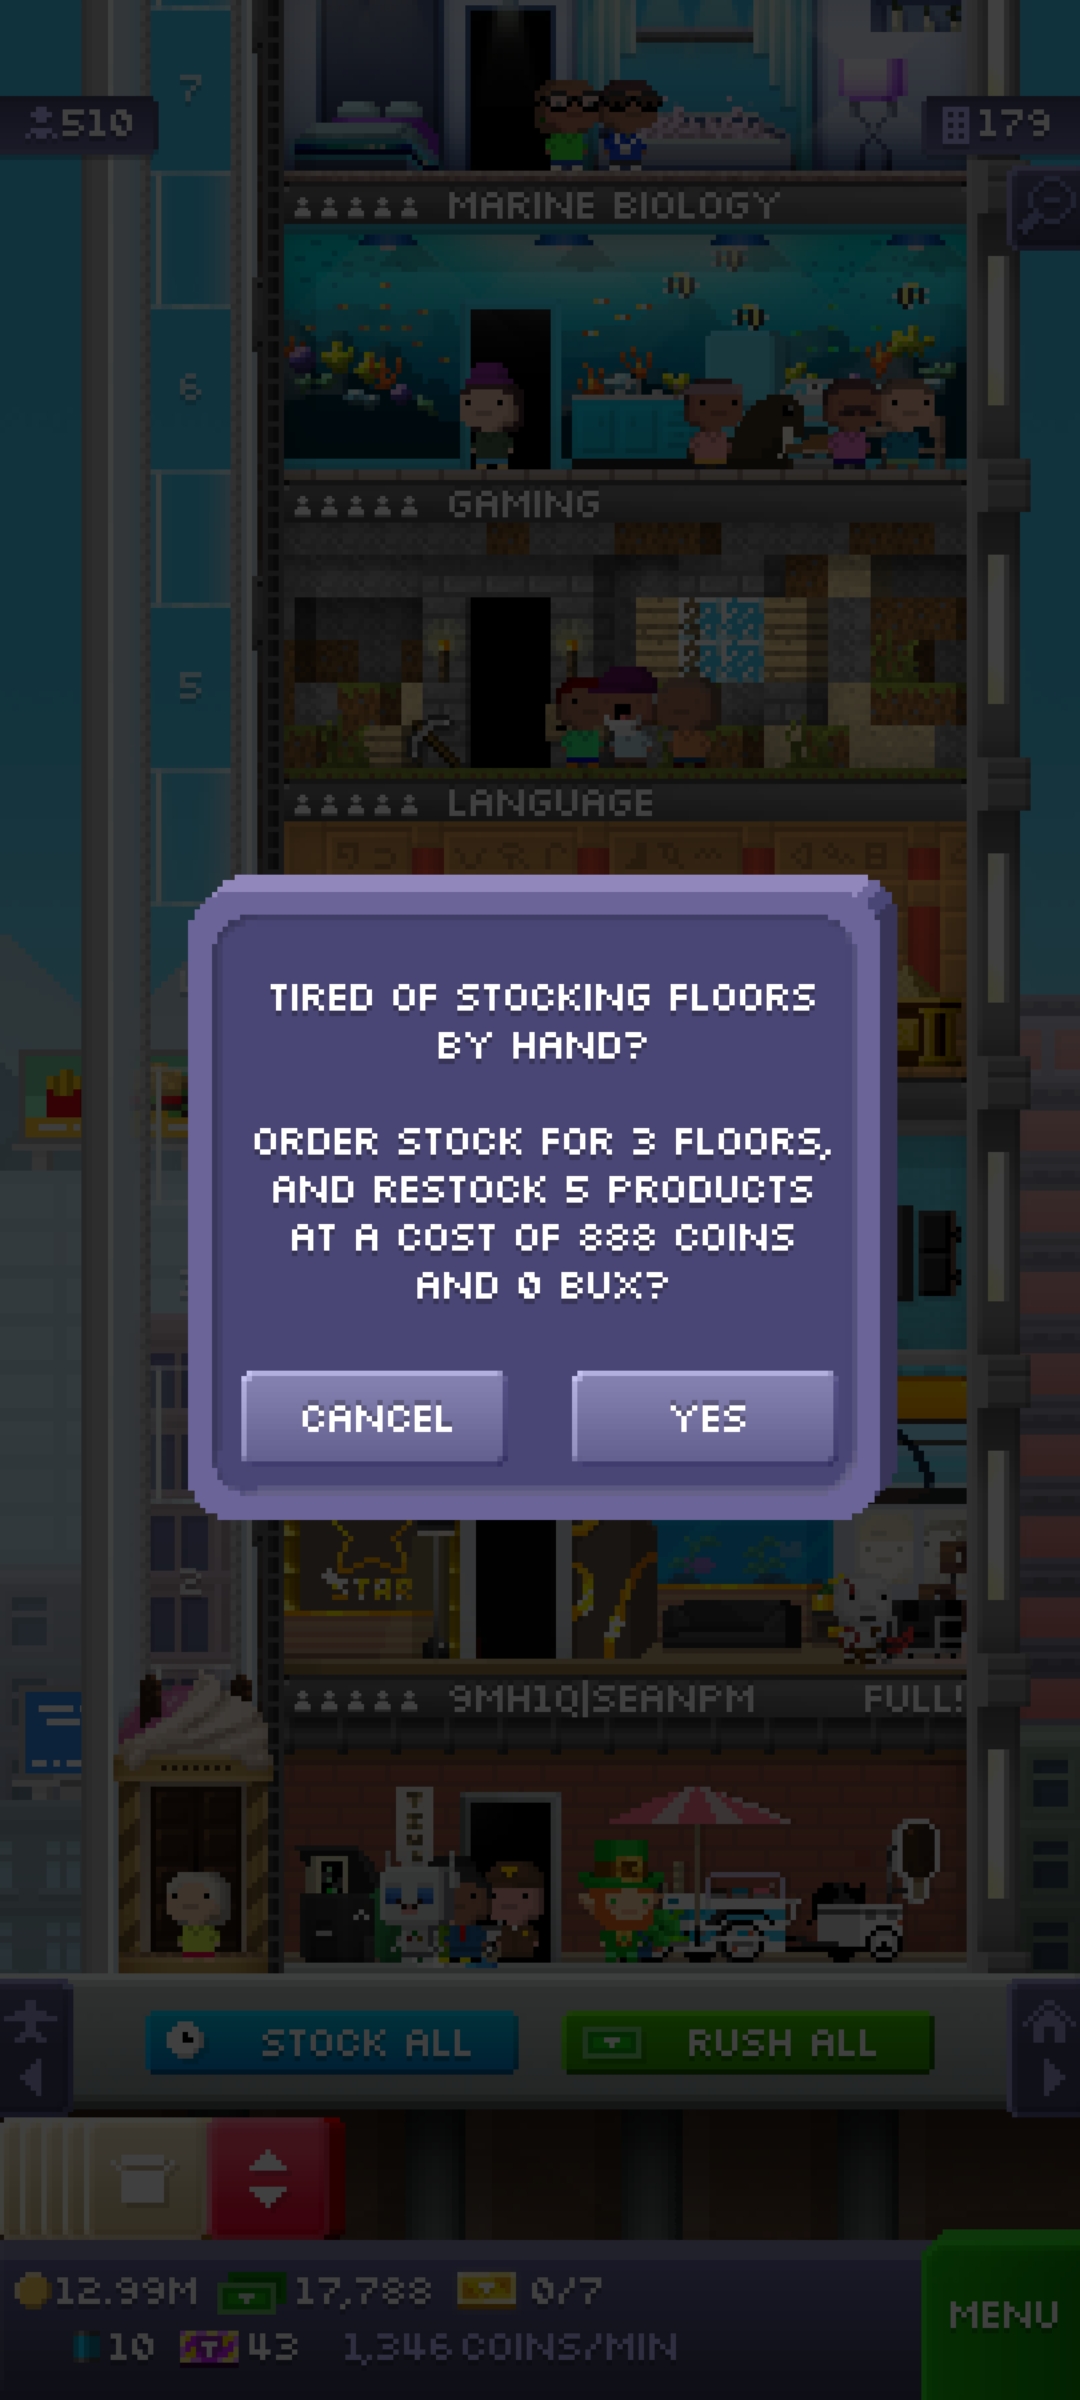 7
510
179
MARINE BIOLOGY
6
GAMING
5
LANGUAGE
TIRED OF STOCKING FLOORS
BY HAND?
ORDER STOCK FOR 3 FLOORS,
AND RESTOCK 5 PRODUCTS
AT A COST OF 888 COINS
AND 0 BUX?
CANCEL
YES
STAR
2
9MH1Q|SEANPM
FULL!
STOCK ALL
RUSH ALL
12.99M
17,788
0/7
10
43
1,346 COINS/MIN
MENU